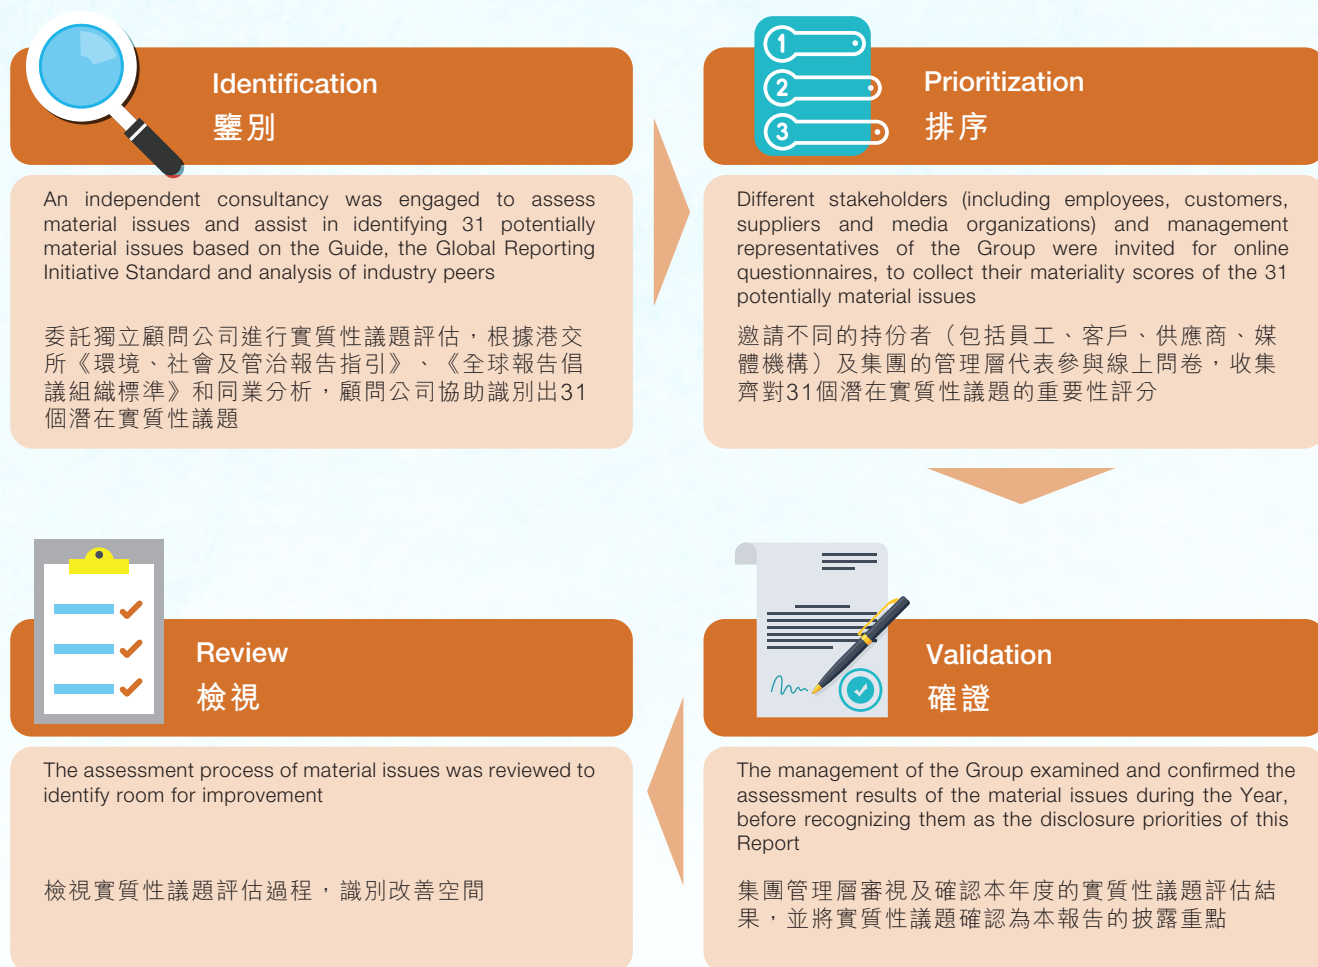 Identification
鑒別
An independent consultancy was engaged to assess
material issues and assist in identifying 31 potentially
material issues based on the Guide, the Global Reporting
Initiative Standard and analysis of industry peers
委託獨立顧問公司進行實質性議題評估，根據港交
所《環境、社會及管治報告指引》、《全球報告倡
議組織標準》和同業分析，顧問公司協助識別出31
個潛在實質性議題
1
2
3
Prioritization
排序
Different stakeholders (including employees, customers,
suppliers and media organizations) and management
representatives of the Group were invited for online
questionnaires, to collect their materiality scores of the 31
potentially material issues
邀請不同的持份者（包括員工、客戶、供應商、媒
體機構）及集團的管理層代表參與線上問卷，收集
齊對31個潛在實質性議題的重要性評分
Validation
確證
The management of the Group examined and confirmed the
assessment results of the material issues during the Year,
before recognizing them as the disclosure priorities of this
Report
集團管理層審視及確認本年度的實質性議題評估結
果，並將實質性議題確認為本報告的披露重點
Review
檢視
The assessment process of material issues was reviewed to
identify room for improvement
檢視實質性議題評估過程，識別改善空間